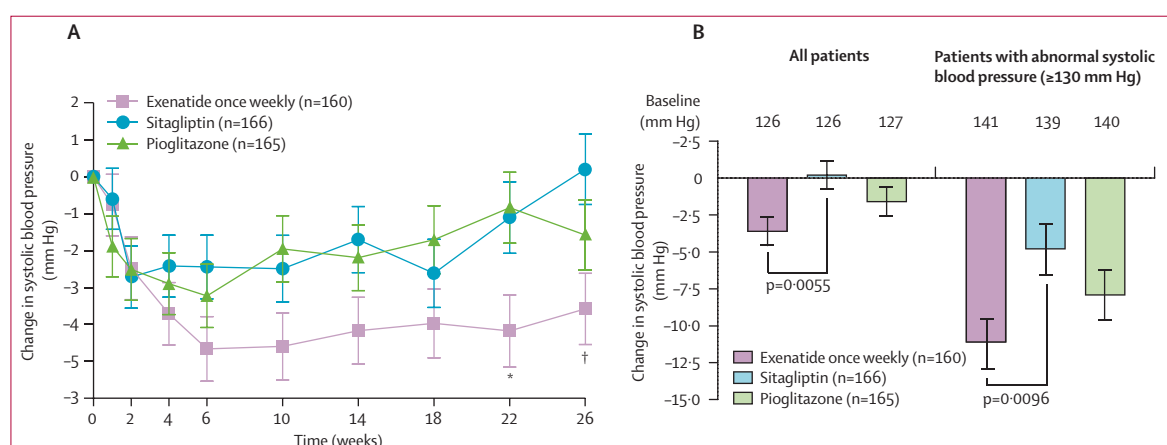 A
Change in systolic blood pressure
(mm Hg)
2
1
0
–1
–2
–3
–4
–5
–3
Exenatide once weekly (n=160)
Sitagliptin (n=166)
Pioglitazone (n=165)
*
†
0 2 4 6 10 14 18 22 26
Time (weeks)
B
All patients
Patients with abnormal systolic
blood pressure (≥130 mm Hg)
Baseline
(mm Hg)
126 126 127 141 139 140
Change in systolic blood pressure
(mm Hg)
–2·5
0
–2·5
–5·0
–7·5
–10·0
–12·5
–15·0
p=0·0055
p=0·0096
Exenatide once weekly (n=160)
Sitagliptin (n=166)
Pioglitazone (n=165)